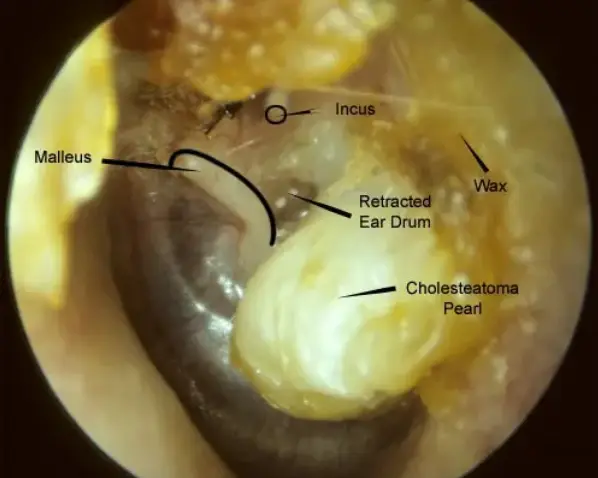 Incus
Malleus
Wax
Retracted
Ear Drum
Cholesteatoma
Pearl